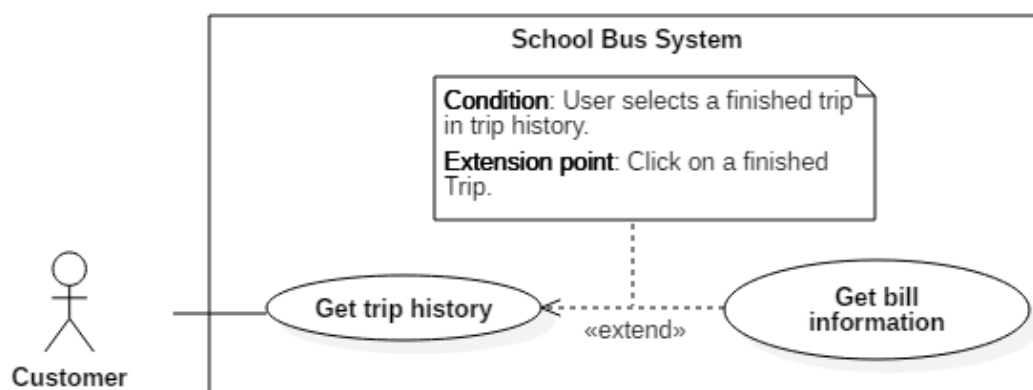 School Bus System
Condition: User selects a finished trip
in trip history.
Extension point: Click on a finished
Trip.
Get trip history
«extend»
Get bill
information
Customer